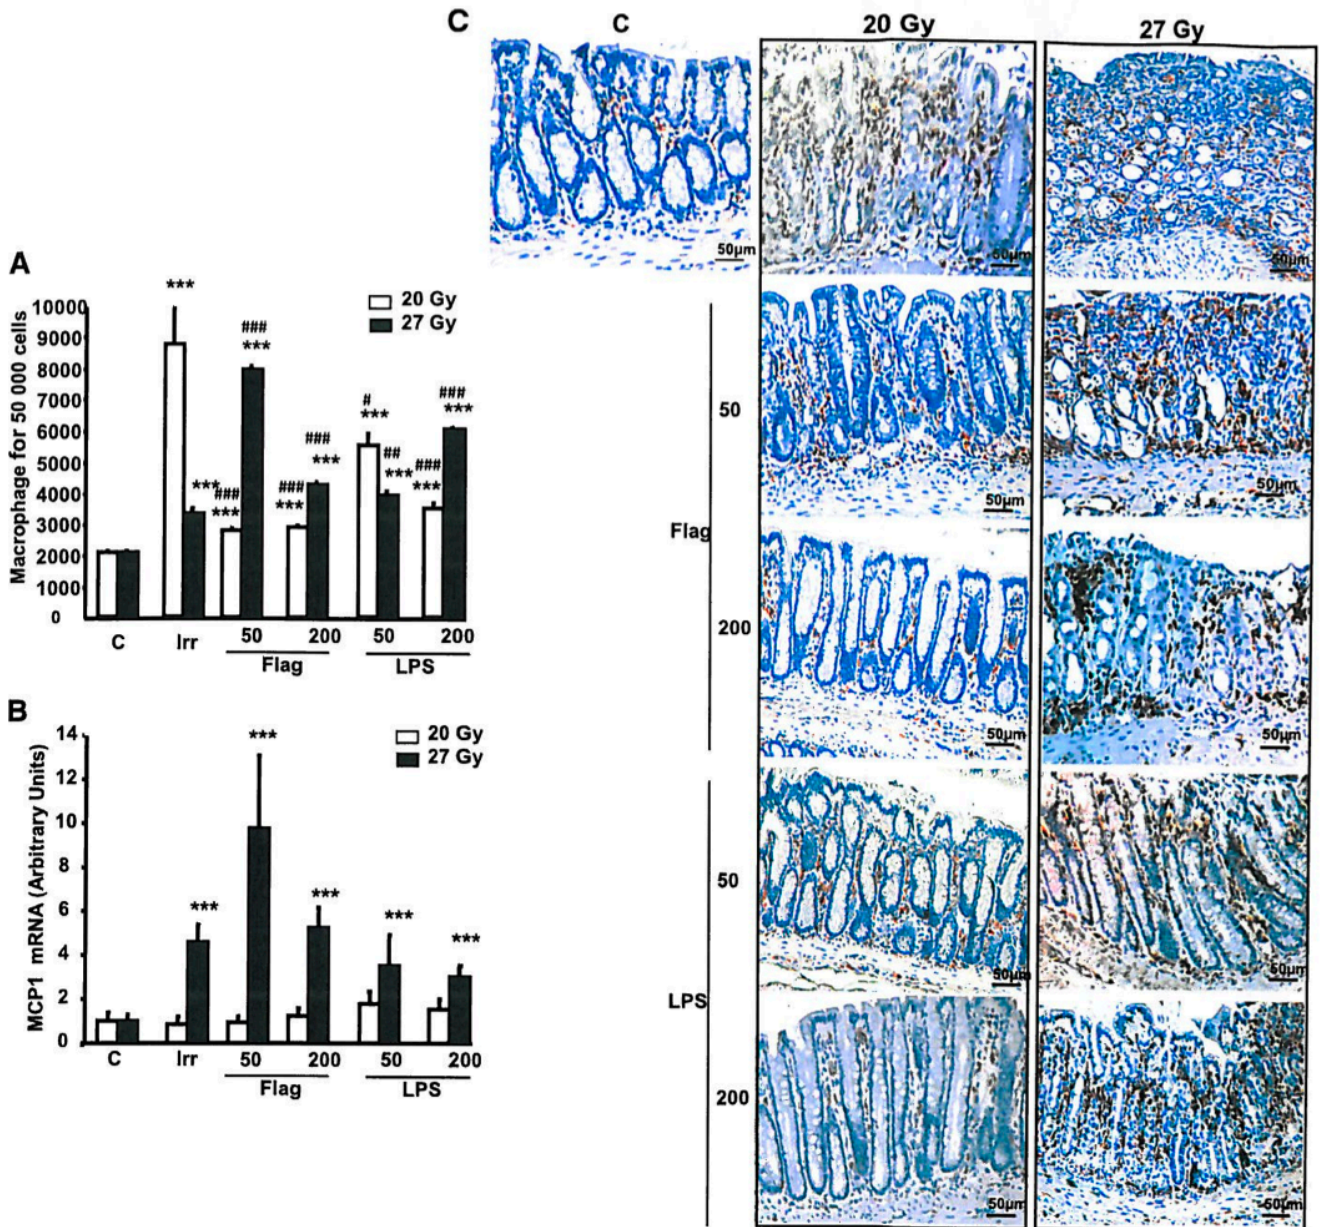 C
C
20 Gy
27 Gy
50µm
50µm
50µm
A
Macrophage for 50 000 cells
10000
9000
8000
7000
6000
5000
4000
3000
2000
1000
0
20 Gy
27 Gy
***
***
###
***
###
***
###
***
###
***
#
***
##
***
###
***
###
***
C
Irr
50
200
50
200
Flag
LPS
B
MCP1 mRNA (Arbitrary Units)
14
12
10
8
6
4
2
0
20 Gy
27 Gy
***
***
***
***
***
C
Irr
50
200
50
200
Flag
LPS
Flag
50
50µm
50µm
200
50µm
50µm
LPS
50
50µm
50µm
200
50µm
50µm